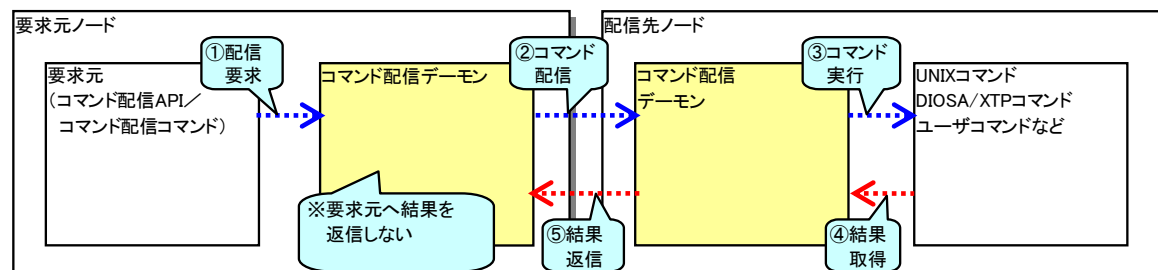 要求元ノード
配信先ノード
①配信
要求
②コマンド
配信
③コマンド
実行
要求元
(コマンド配信API／
コマンド配信コマンド)
コマンド配信デーモン
コマンド配信
デーモン
UNIXコマンド
DIOSA/XTPコマンド
ユーザコマンドなど
※要求元へ結果を
返信しない
⑤結果
返信
④結果
取得